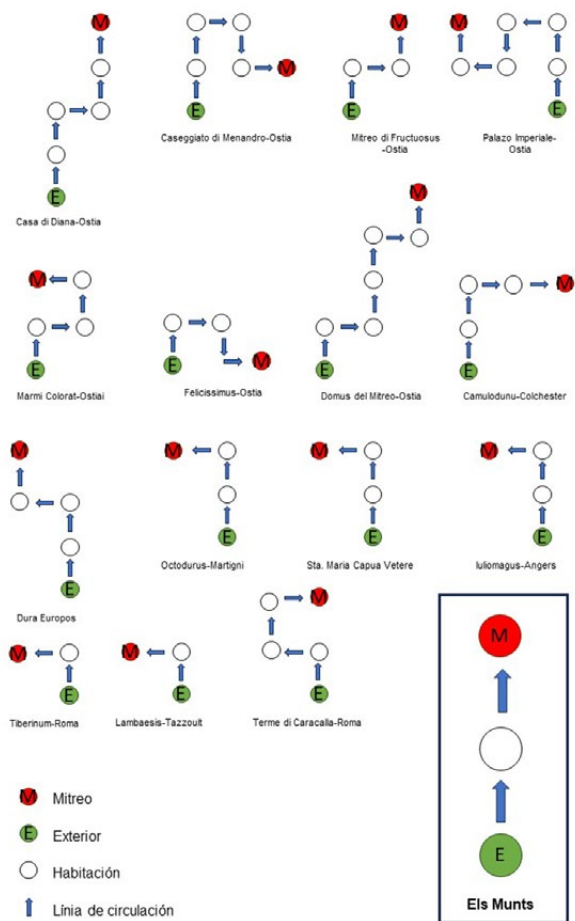 M
M
M
M
E
E
E
E
Casa di Diana-Ostia
Caseggiato di Menandro-Ostia
Mitreo di Fructuosus
-Ostia
Palazo Imperiale-
Ostia
M
M
M
M
E
E
E
E
Marmi Colorat-Ostiai
Felicissimus-Ostia
Domus del Mitreo-Ostia
Camulodunu-Colchester
M
M
M
M
E
E
E
E
Dura Europos
Octodurus-Martigni
Sta. Maria Capua Vetere
Iuliomagus-Angers
M
M
M
E
E
E
Tiberinum-Roma
Lambaesis-Tazzoult
Terme di Caracalla-Roma
M Mitreo
E Exterior
Habitación
Línia de circulación
M
E
Els Munts